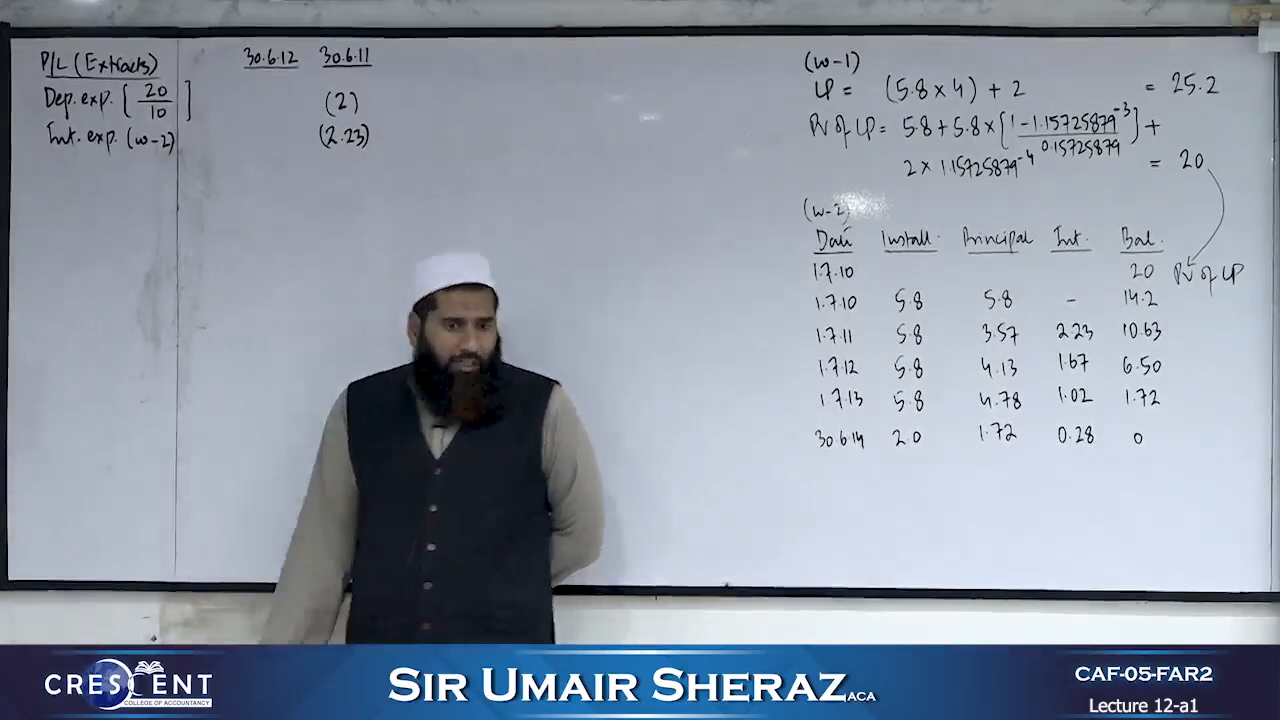 P/L (Extracts) 30.6.12 30.6.11
Dep. exp. [20/10] (2)
Int. exp. (w-2) (2.23)
(w-1)
LP = (5.8 x 4) + 2 = 25.2
PV of LP = 5.8 + 5.8 x [1-1.15725879^-3 / 0.15725879] +
2 x 1.15725879^-4 = 20
(w-2)
Date Install. Principal Int. Bal.
1.7.10 20 PV of LP
1.7.10 5.8 5.8 - 14.2
1.7.11 5.8 3.57 2.23 10.63
1.7.12 5.8 4.13 1.67 6.50
1.7.13 5.8 4.78 1.02 1.72
30.6.14 2.0 1.72 0.28 0
CRESCENT
COLLEGE OF ACCOUNTANCY
SIR UMAIR SHERAZ ACA
CAF-05-FAR2
Lecture 12-a1